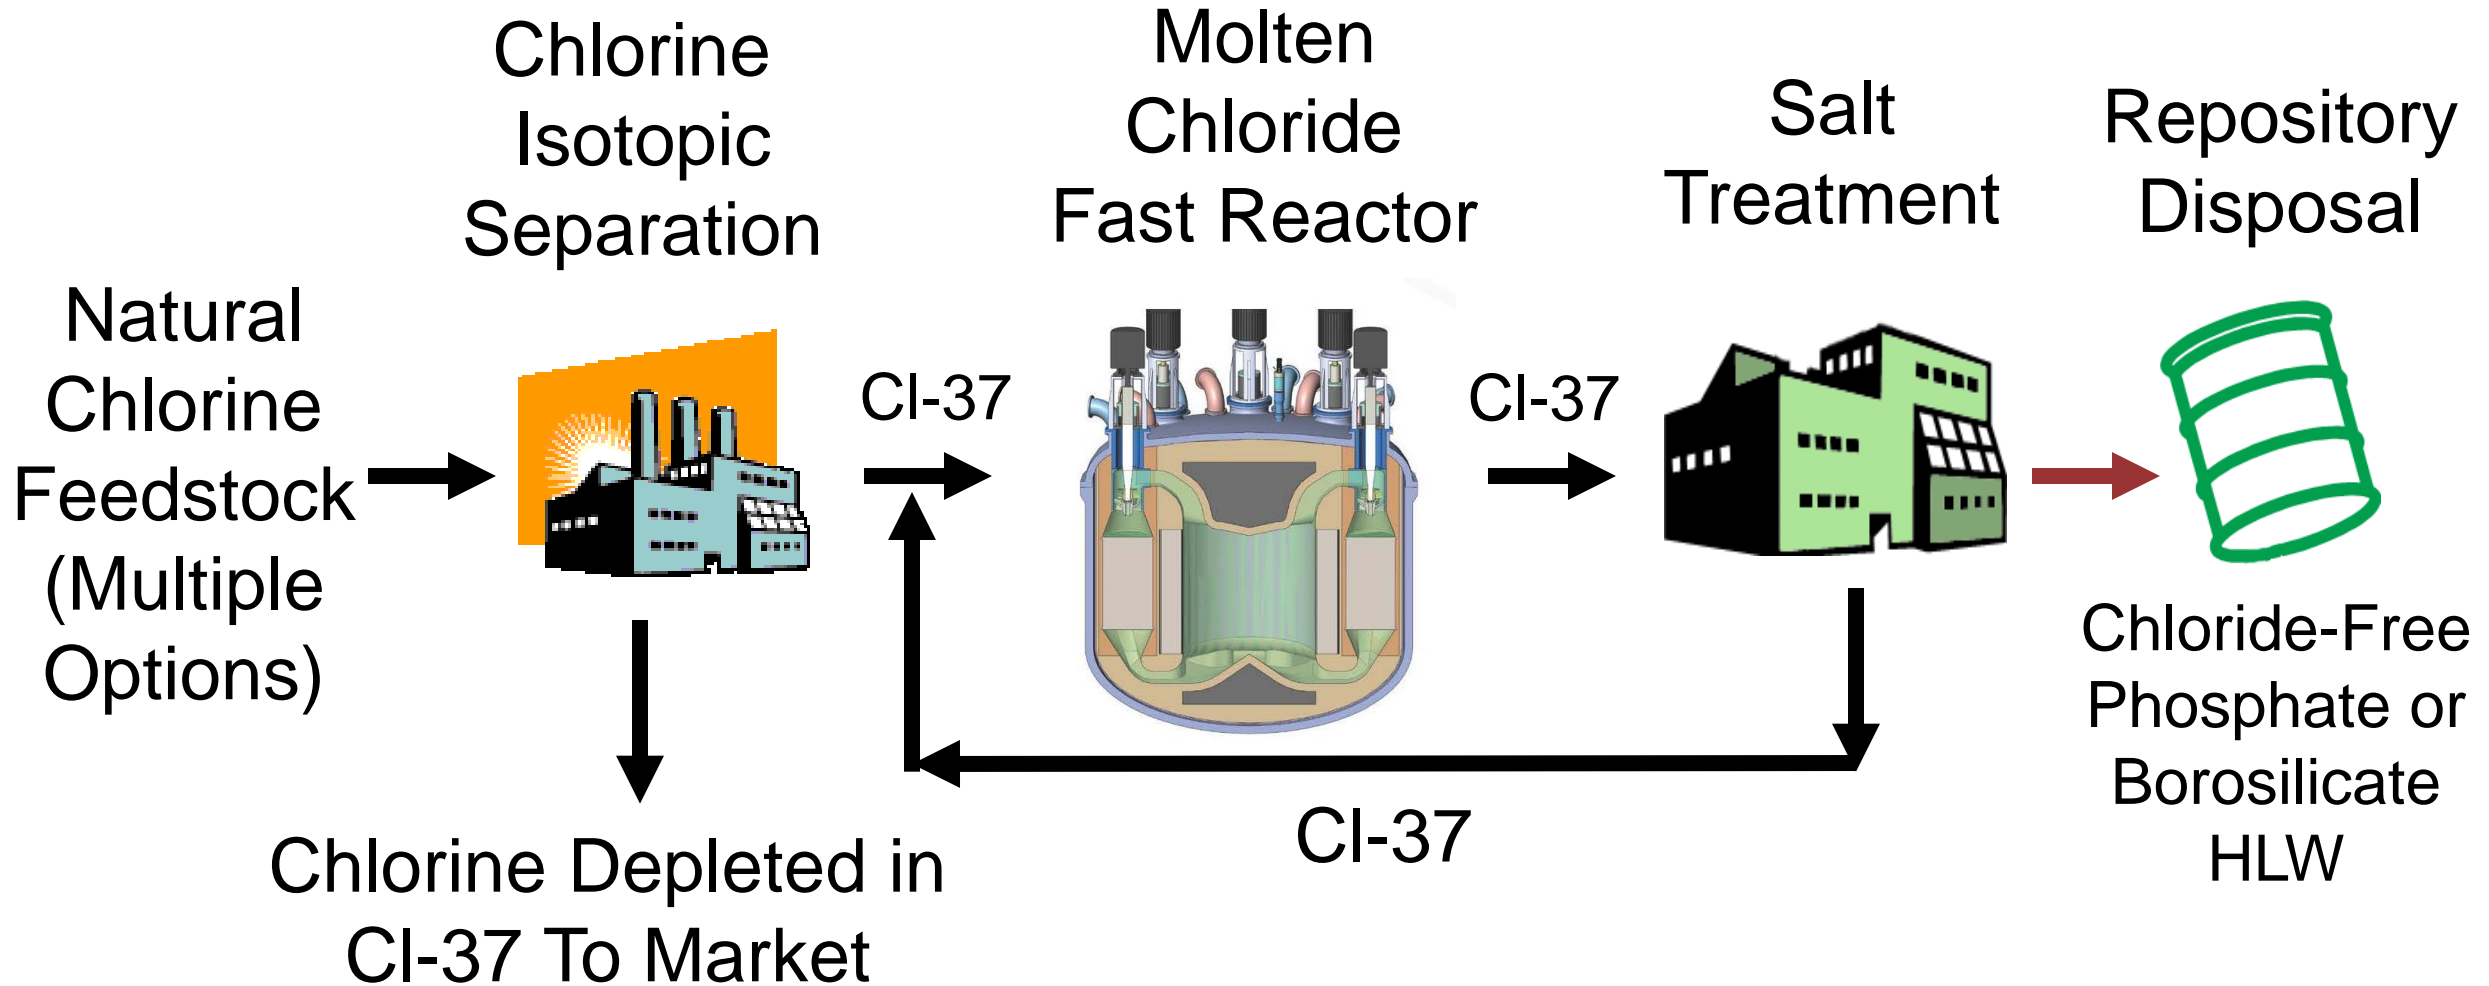 Natural
Chlorine
Feedstock
(Multiple
Options)
Chlorine
Isotopic
Separation
Chlorine Depleted in
Cl-37 To Market
Cl-37
Molten
Chloride
Fast Reactor
Cl-37
Cl-37
Salt
Treatment
Repository
Disposal
Chloride-Free
Phosphate or
Borosilicate
HLW